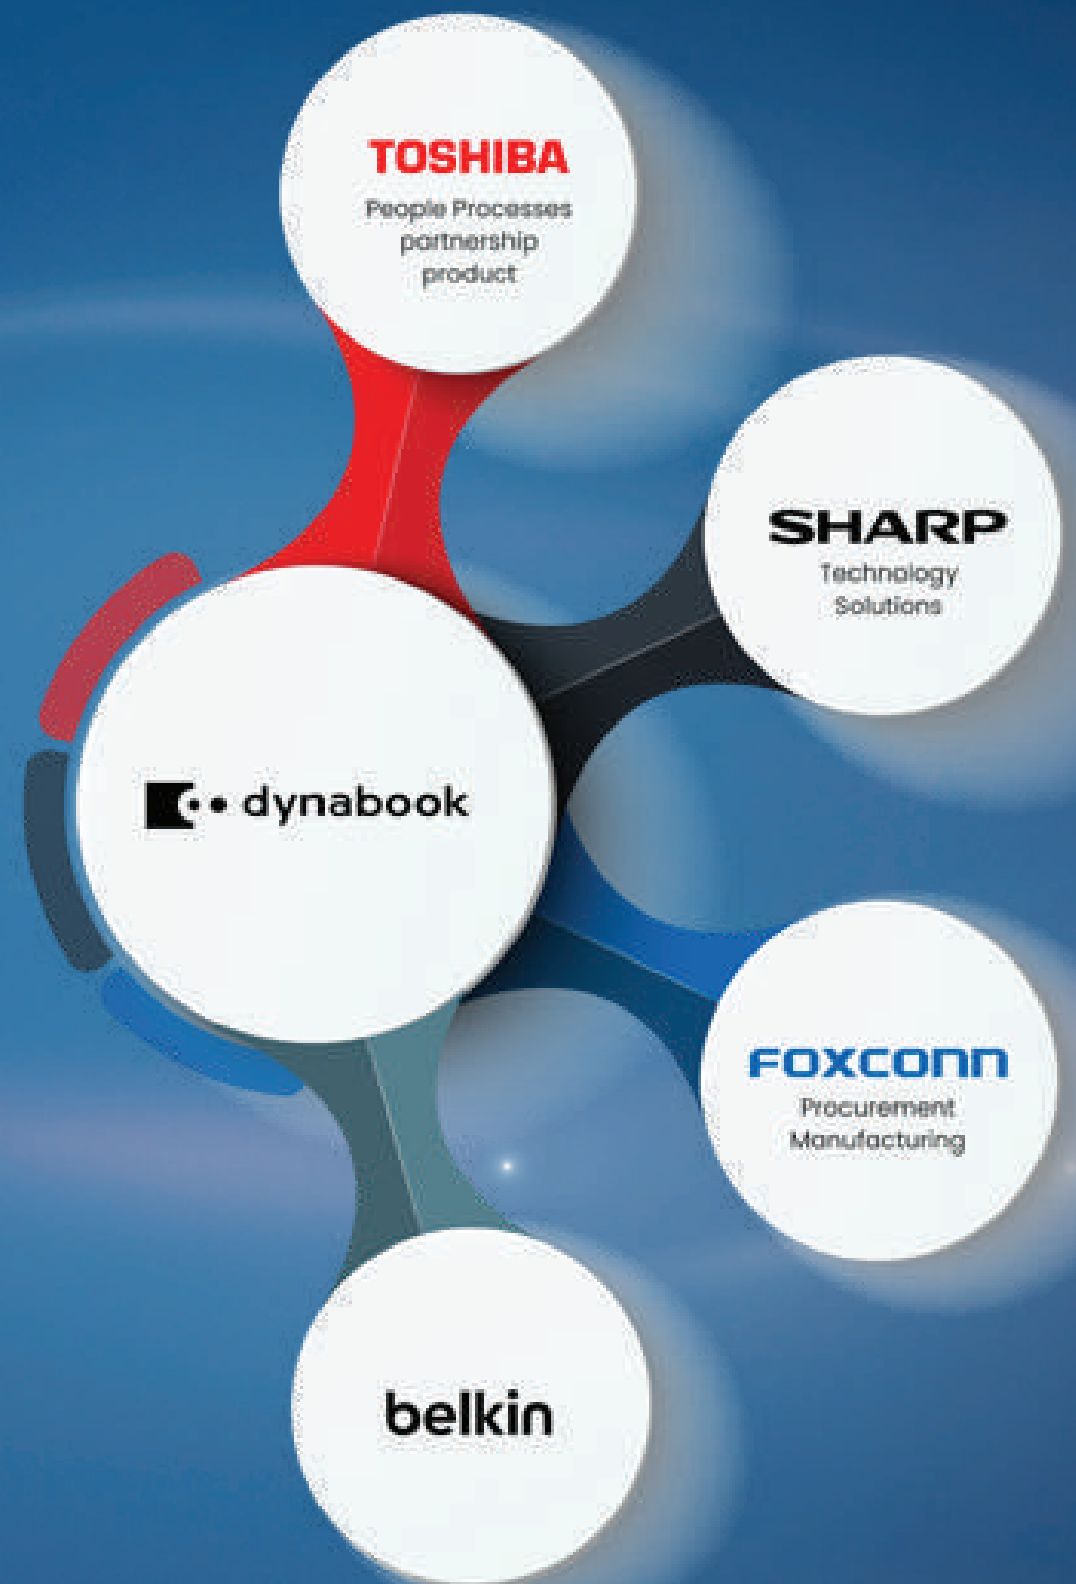 TOSHIBA
People Processes
partnership
product
SHARP
Technology
Solutions
dynabook
FOXCONN
Procurement
Manufacturing
belkin